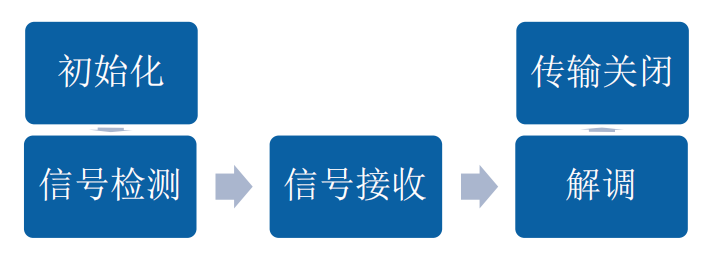 初始化
传输关闭
信号检测
信号接收
解调